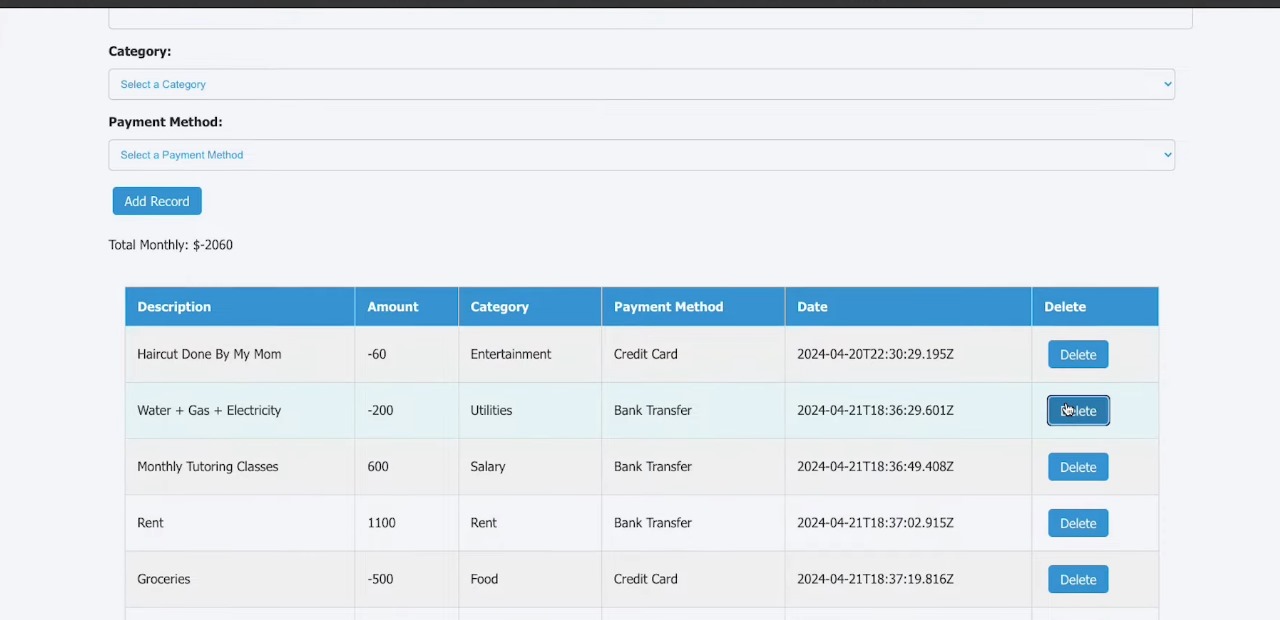 Category:
Select a Category
Payment Method:
Select a Payment Method
Add Record
Total Monthly: $-2060
Description Amount Category Payment Method Date Delete
Haircut Done By My Mom -60 Entertainment Credit Card 2024-04-20T22:30:29.195Z Delete
Water + Gas + Electricity -200 Utilities Bank Transfer 2024-04-21T18:36:29.601Z Delete
Monthly Tutoring Classes 600 Salary Bank Transfer 2024-04-21T18:36:49.408Z Delete
Rent 1100 Rent Bank Transfer 2024-04-21T18:37:02.915Z Delete
Groceries -500 Food Credit Card 2024-04-21T18:37:19.816Z Delete